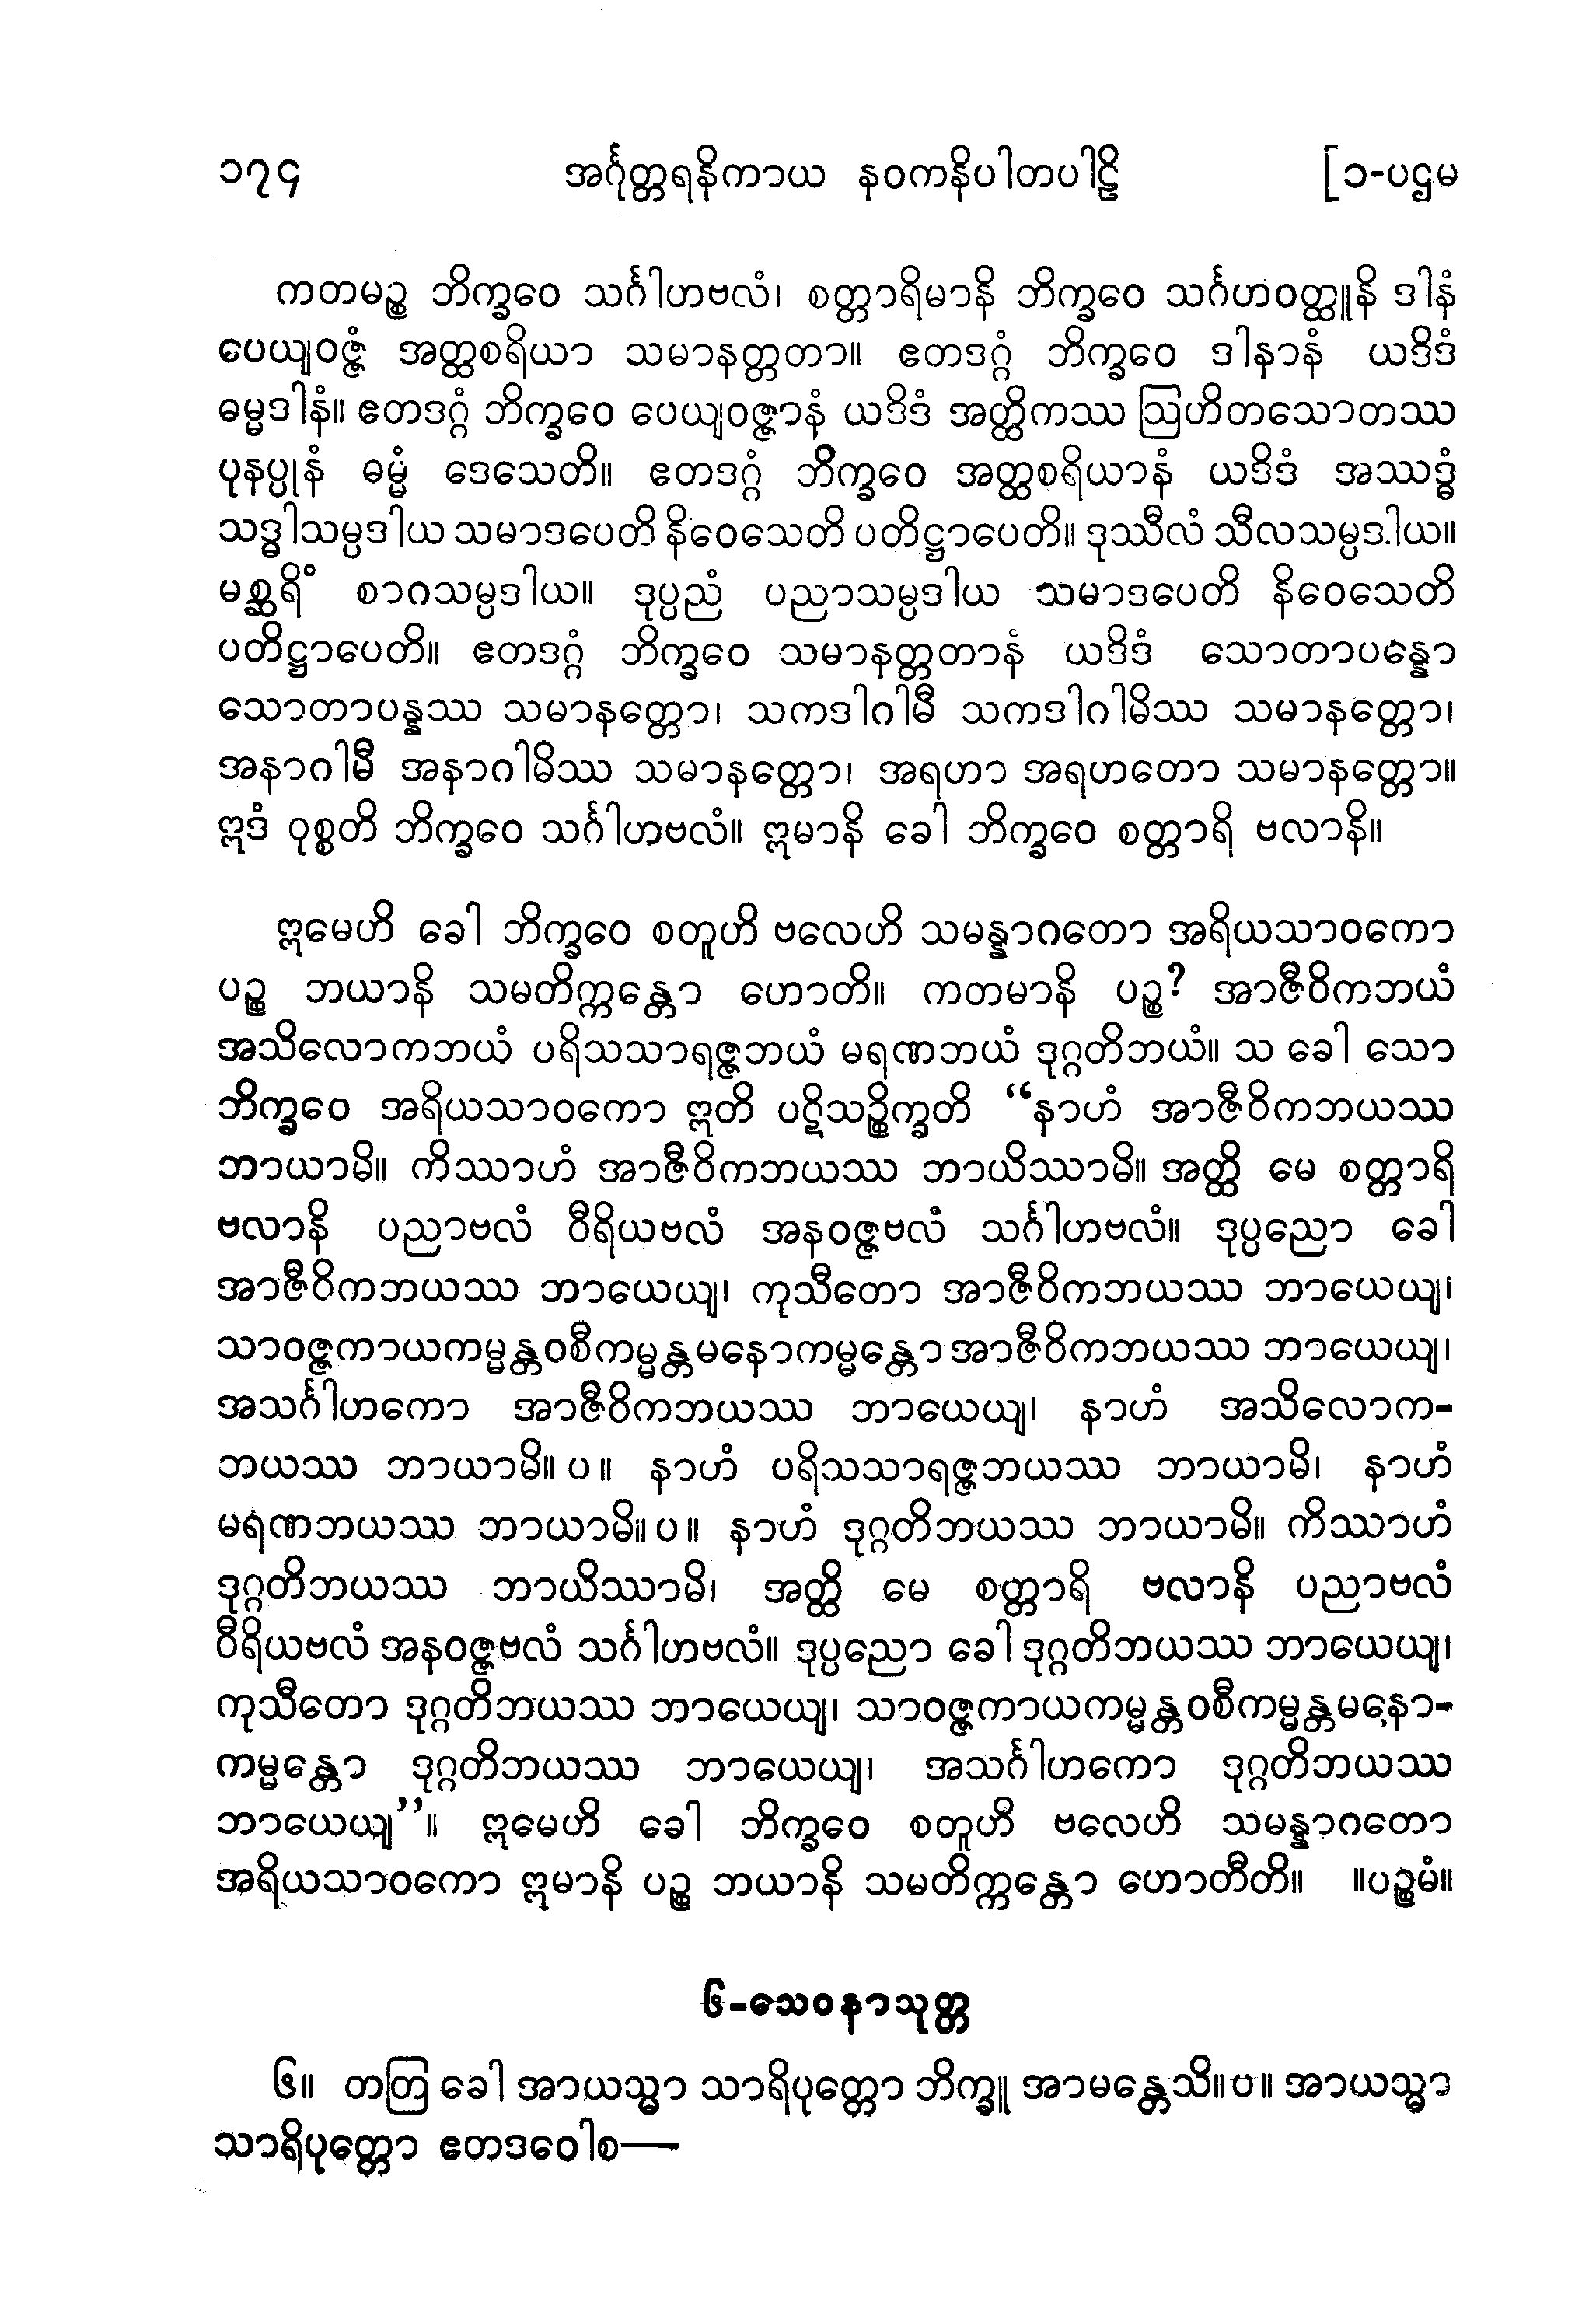 ၁၇၄ အင်္ဂုတ္တရနိကာယ နဝကနိပါတပါဠိ [၁-ပဌမ
ကတမဉ္စ ဘိက္ခဝေ သင်္ဂါဟဗလံ၊ စတ္တာရိမာနိ ဘိက္ခဝေ သင်္ဂဟဝတ္ထူနိ ဒါနံ
ပေယျဝဇ္ဇံ အတ္ထစရိယာ သမာနတ္တတာ။ ဧတဒဂ္ဂံ ဘိက္ခဝေ ဒါနာနံ ယဒိဒံ
ဓမ္မဒါနံ။ ဧတဒဂ္ဂံ ဘိက္ခဝေ ပေယျဝဇ္ဇာနံ ယဒိဒံ အတ္ထိကဿ ဩဟိတသောတဿ
ပုနပ္ပုနံ ဓမ္မံ ဒေသေတိ။ ဧတဒဂ္ဂံ ဘိက္ခဝေ အတ္ထစရိယာနံ ယဒိဒံ အဿဒ္ဓံ
သဒ္ဓါသမ္ပဒါယ သမာဒပေတိ နိဝေသေတိ ပတိဋ္ဌာပေတိ။ ဒုဿီလံ သီလသမ္ပဒါယ။
မစ္ဆရိံ စာဂသမ္ပဒါယ။ ဒုပ္ပညံ ပညာသမ္ပဒါယ သမာဒပေတိ နိဝေသေတိ
ပတိဋ္ဌာပေတိ။ ဧတဒဂ္ဂံ ဘိက္ခဝေ သမာနတ္တတာနံ ယဒိဒံ သောတာပန္နော
သောတာပန္နဿ သမာနတ္တော၊ သကဒါဂါမီ သကဒါဂါမိဿ သမာနတ္တော၊
အနာဂါမီ အနာဂါမိဿ သမာနတ္တော၊ အရဟာ အရဟတော သမာနတ္တော။
ဣဒံ ဝုစ္စတိ ဘိက္ခဝေ သင်္ဂါဟဗလံ။ ဣမာနိ ခေါ ဘိက္ခဝေ စတ္တာရိ ဗလာနိ။
ဣမေဟိ ခေါ ဘိက္ခဝေ စတူဟိ ဗလေဟိ သမန္နာဂတော အရိယသာဝကော
ပဉ္စ ဘယာနိ သမတိက္ကန္တော ဟောတိ။ ကတမာနိ ပဉ္စ? အာဇီဝိကဘယံ
အသိလောကဘယံ ပရိသသာရဇ္ဇဘယံ မရဏဘယံ ဒုဂ္ဂတိဘယံ။ သ ခေါ သော
ဘိက္ခဝေ အရိယသာဝကော ဣတိ ပဋိသဉ္စိက္ခတိ “နာဟံ အာဇီဝိကဘယဿ
ဘာယာမိ။ ကိဿာဟံ အာဇီဝိကဘယဿ ဘာယိဿာမိ။ အတ္ထိ မေ စတ္တာရိ
ဗလာနိ ပညာဗလံ ဝီရိယဗလံ အနဝဇ္ဇဗလံ သင်္ဂါဟဗလံ။ ဒုပ္ပညော ခေါ
အာဇီဝိကဘယဿ ဘာယေယျ၊ ကုသီတော အာဇီဝိကဘယဿ ဘာယေယျ၊
သာဝဇ္ဇကာယကမ္မန္တဝစီကမ္မန္တမနောကမ္မန္တော အာဇီဝိကဘယဿ ဘာယေယျ၊
အသင်္ဂါဟကော အာဇီဝိကဘယဿ ဘာယေယျ၊ နာဟံ အသိလောက-
ဘယဿ ဘာယာမိ။ ပ ။ နာဟံ ပရိသသာရဇ္ဇဘယဿ ဘာယာမိ၊ နာဟံ
မရဏဘယဿ ဘာယာမိ။ ပ ။ နာဟံ ဒုဂ္ဂတိဘယဿ ဘာယာမိ။ ကိဿာဟံ
ဒုဂ္ဂတိဘယဿ ဘာယိဿာမိ၊ အတ္ထိ မေ စတ္တာရိ ဗလာနိ ပညာဗလံ
ဝီရိယဗလံ အနဝဇ္ဇဗလံ သင်္ဂါဟဗလံ။ ဒုပ္ပညော ခေါ ဒုဂ္ဂတိဘယဿ ဘာယေယျ၊
ကုသီတော ဒုဂ္ဂတိဘယဿ ဘာယေယျ၊ သာဝဇ္ဇကာယကမ္မန္တဝစီကမ္မန္တမနော-
ကမ္မန္တော ဒုဂ္ဂတိဘယဿ ဘာယေယျ၊ အသင်္ဂါဟကော ဒုဂ္ဂတိဘယဿ
ဘာယေယျ”။ ဣမေဟိ ခေါ ဘိက္ခဝေ စတူဟိ ဗလေဟိ သမန္နာဂတော
အရိယသာဝကော ဣမာနိ ပဉ္စ ဘယာနိ သမတိက္ကန္တော ဟောတီတိ။ ။ပဉ္စမံ။
၆-သေဝနာသုတ္တ
၆။ တတြ ခေါ အာယသ္မာ သာရိပုတ္တော ဘိက္ခူ အာမန္တေသိ။ပ။ အာယသ္မာ
သာရိပုတ္တော ဧတဒဝေါစ—